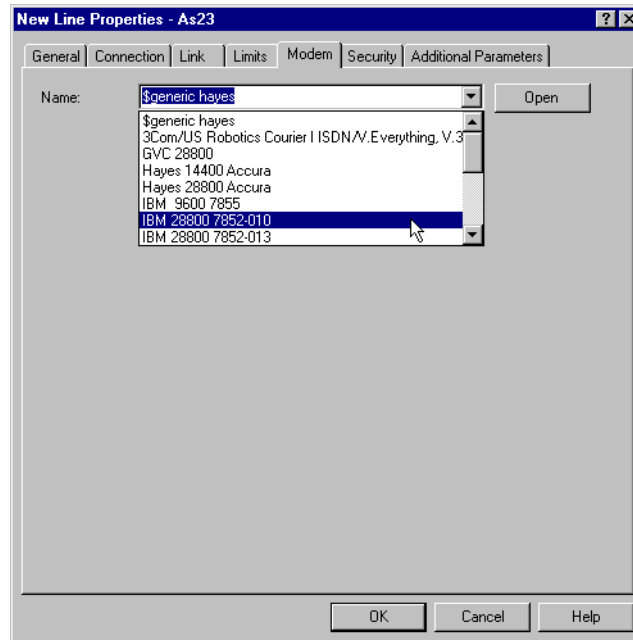 New Line Properties - As23
General Connection Link Limits Modem Security Additional Parameters
Name: $generic hayes Open
$generic hayes
3Com/US Robotics Courier I ISDN/V.Everything, V.3
GVC 28800
Hayes 14400 Accura
Hayes 28800 Accura
IBM 9600 7855
IBM 28800 7852-010
IBM 28800 7852-013
OK Cancel Help